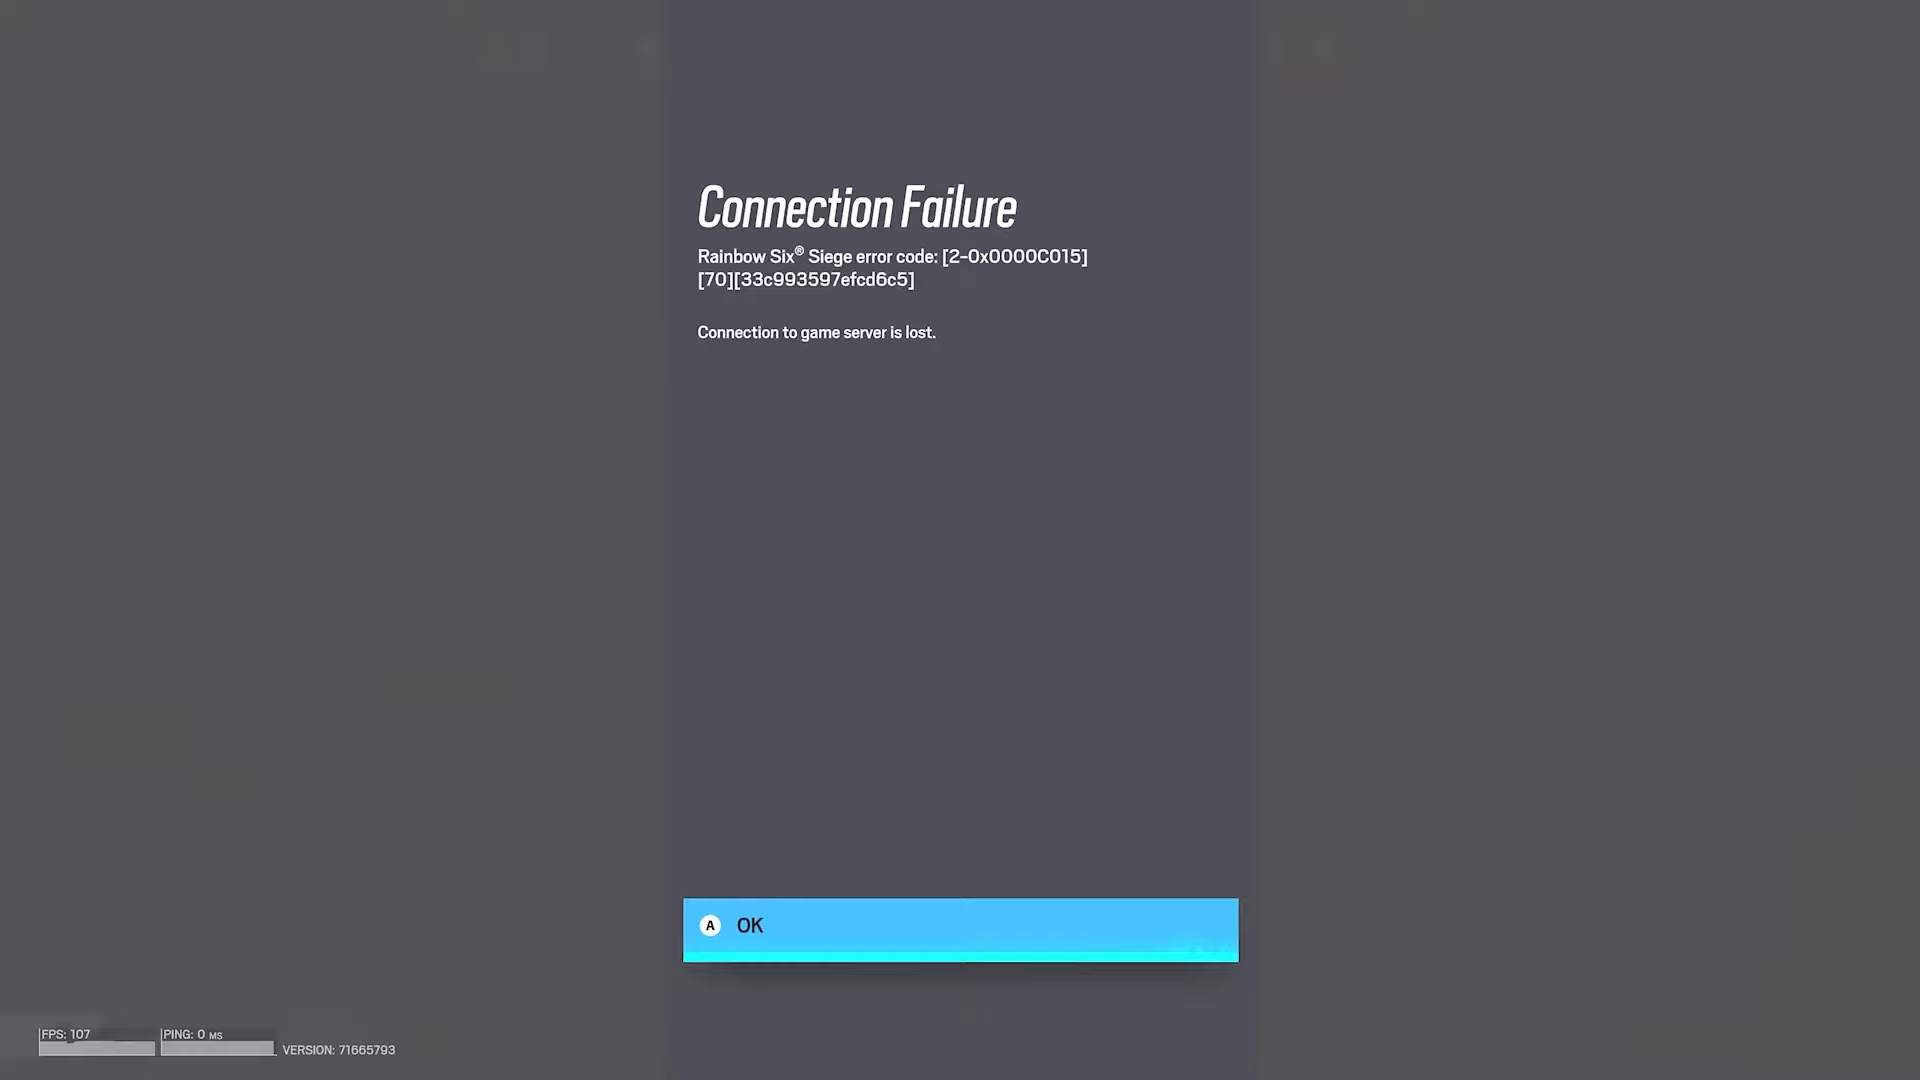 Connection Failure
Rainbow Six® Siege error code: [2-0x0000C015]
[70][33c993597efcd6c5]
Connection to game server is lost.
A OK
FPS: 107 PING: 0 MS VERSION: 71665793